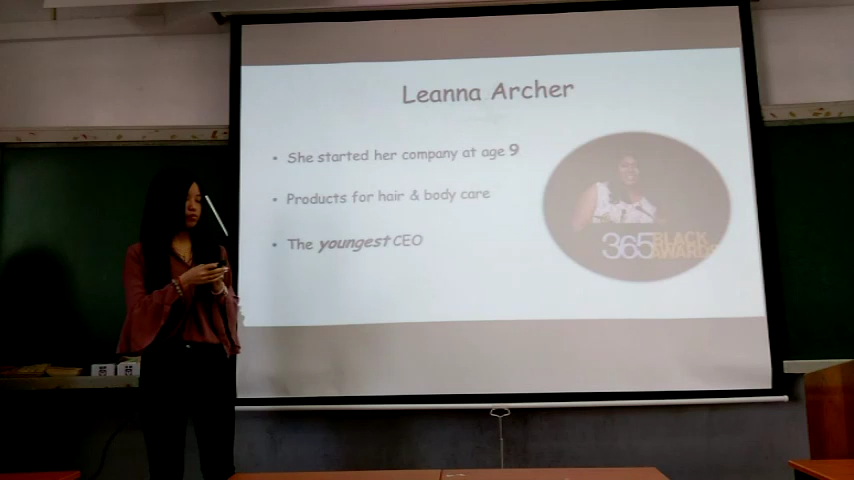 Leanna Archer
• She started her company at age 9
• Products for hair & body care
• The youngest CEO
365 BLACK
AWARDS